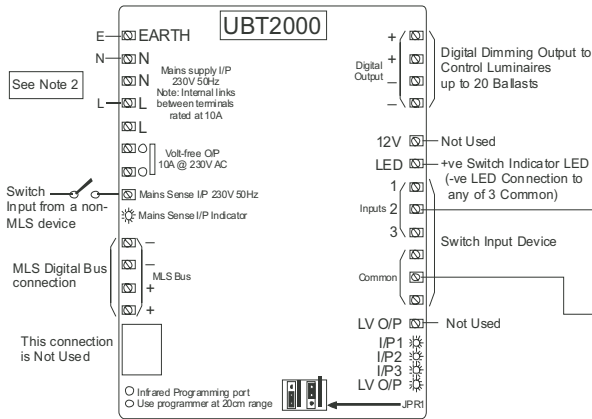 UBT2000
E
EARTH
N
N
N
Mains supply I/P
230V 50Hz
Note: Internal links
between terminals
rated at 10A
See Note 2
L
L
L
Volt-free O/P
10A @ 230V AC
Switch
Input from a non-
MLS device
Mains Sense I/P 230V 50Hz
Mains Sense I/P Indicator
MLS Digital Bus
connection
–
–
+
+
MLS Bus
This connection
is Not Used
Infrared Programming port
Use programmer at 20cm range
+
+
–
–
Digital
Output
Digital Dimming Output to
Control Luminaires
up to 20 Ballasts
12V
Not Used
LED
+ve Switch Indicator LED
(-ve LED Connection to
any of 3 Common)
1
Inputs 2
3
Switch Input Device
Common
LV O/P
Not Used
I/P1
I/P2
I/P3
LV O/P
JPR1